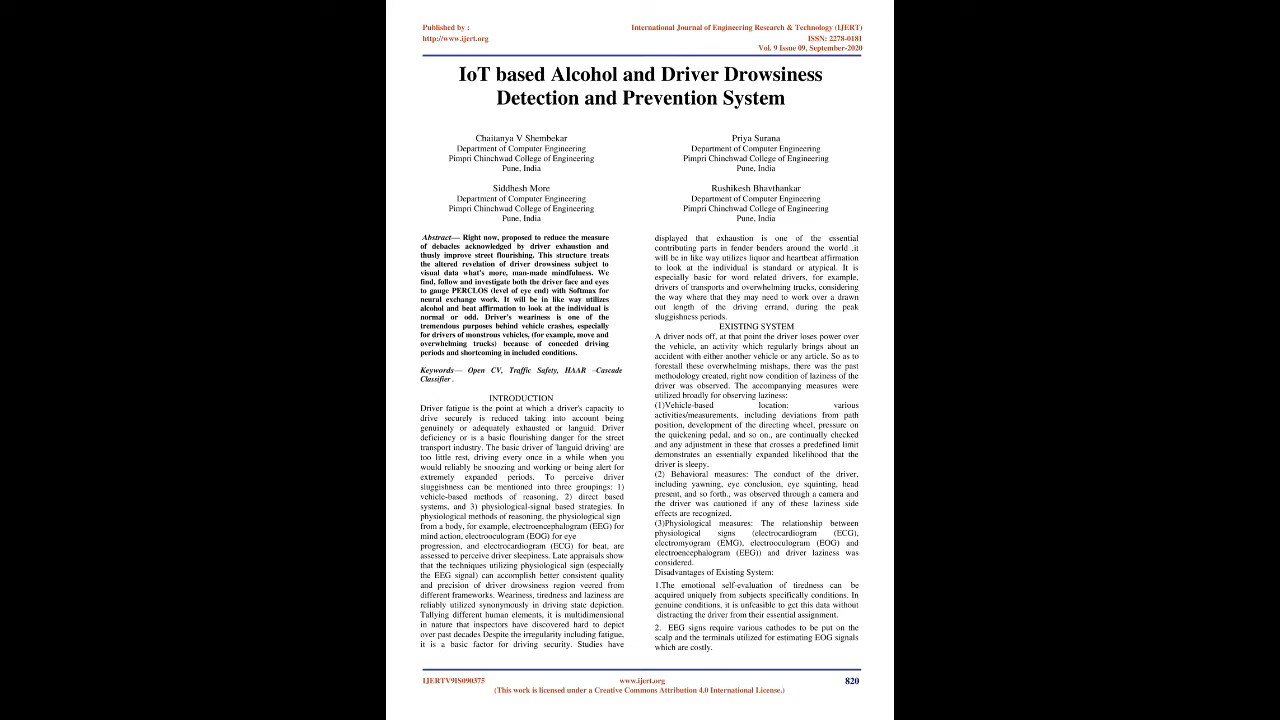 Published by :
http://www.ijert.org
International Journal of Engineering Research & Technology (IJERT)
ISSN: 2278-0181
Vol. 9 Issue 09, September-2020
IoT based Alcohol and Driver Drowsiness
Detection and Prevention System
Chaitanya V Shembekar
Department of Computer Engineering
Pimpri Chinchwad College of Engineering
Pune, India
Priya Surana
Department of Computer Engineering
Pimpri Chinchwad College of Engineering
Pune, India
Siddhesh More
Department of Computer Engineering
Pimpri Chinchwad College of Engineering
Pune, India
Rushikesh Bhavthankar
Department of Computer Engineering
Pimpri Chinchwad College of Engineering
Pune, India
Abstract— Right now, proposed to reduce the measure
of debacles acknowledged by driver exhaustion and
thusly improve street flourishing. This structure treats
the altered revelation of driver drowsiness subject to
visual data what's more, man-made mindfulness. We
find, follow and investigate both the driver face and eyes
to gauge PERCLOS (level of eye end) with Softmax for
neural exchange work. It will be in like way utilizes
alcohol and beat affirmation to look at the individual is
normal or odd. Driver's weariness is one of the
tremendous purposes behind vehicle crashes, especially
for drivers of monstrous vehicles, (for example, move and
overwhelming trucks) because of conceded driving
periods and shortcoming in included conditions.
Keywords— Open CV, Traffic Safety, HAAR –Cascade
Classifier .
INTRODUCTION
Driver fatigue is the point at which a driver's capacity to
drive securely is reduced taking into account being
genuinely or adequately exhausted or languid. Driver
deficiency or is a basic flourishing danger for the street
transport industry. The basic driver of 'languid driving' are
too little rest, driving every once in a while when you
would reliably be snoozing and working or being alert for
extremely expanded periods. To perceive driver
sluggishness can be mentioned into three groupings: 1)
vehicle-based methods of reasoning, 2) direct based
systems, and 3) physiological-signal based strategies. In
physiological methods of reasoning, the physiological sign
from a body, for example, electroencephalogram (EEG) for
mind action, electrooculogram (EOG) for eye
progression, and electrocardiogram (ECG) for beat, are
assessed to perceive driver sleepiness. Late appraisals show
that the techniques utilizing physiological sign (especially
the EEG signal) can accomplish better consistent quality
and precision of driver drowsiness region veered from
different frameworks. Weariness, tiredness and laziness are
reliably utilized synonymously in driving state depiction.
Tallying different human elements, it is multidimensional
in nature that inspectors have discovered hard to depict
over past decades Despite the irregularity including fatigue,
it is a basic factor for driving security. Studies have
displayed that exhaustion is one of the essential
contributing parts in fender benders around the world .it
will be in like way utilizes liquor and heartbeat affirmation
to look at the individual is standard or atypical. It is
especially basic for word related drivers, for example,
drivers of transports and overwhelming trucks, considering
the way where that they may need to work over a drawn
out length of the driving errand, during the peak
sluggishness periods.
EXISTING SYSTEM
A driver nods off, at that point the driver loses power over
the vehicle, an activity which regularly brings about an
accident with either another vehicle or any article. So as to
forestall these overwhelming mishaps, there was the past
methodology created, right now condition of laziness of the
driver was observed. The accompanying measures were
utilized broadly for observing laziness:
(1)Vehicle-based location: various
activities/measurements, including deviations from path
position, development of the directing wheel, pressure on
the quickening pedal, and so on., are continually checked
and any adjustment in these that crosses a predefined limit
demonstrates an essentially expanded likelihood that the
driver is sleepy.
(2) Behavioral measures: The conduct of the driver,
including yawning, eye conclusion, eye squinting, head
present, and so forth., was observed through a camera and
the driver was cautioned if any of these laziness side
effects are recognized.
(3)Physiological measures: The relationship between
physiological signs (electrocardiogram (ECG),
electromyogram (EMG), electrooculogram (EOG) and
electroencephalogram (EEG)) and driver laziness was
considered.
Disadvantages of Existing System:
1.The emotional self-evaluation of tiredness can be
acquired uniquely from subjects specifically conditions. In
genuine conditions, it is unfeasible to get this data without
distracting the driver from their essential assignment.
2. EEG signs require various cathodes to be put on the
scalp and the terminals utilized for estimating EOG signals
which are costly.
IJERTV9IS090375
www.ijert.org
820
(This work is licensed under a Creative Commons Attribution 4.0 International License.)